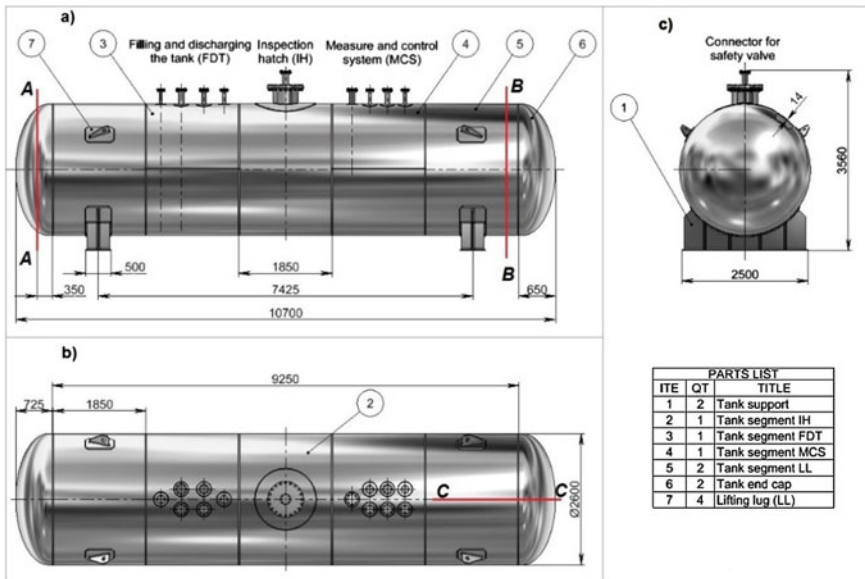 a)
7
3
Filling and discharging
the tank (FDT)
Inspection
hatch (IH)
Measure and control
system (MCS)
4
5
6
A
B
A
B
500
1850
350
7425
650
10700
b)
9250
2
725
1850
C
C
Ø2600
c)
Connector for
safety valve
1
14
3560
2500
PARTS LIST
ITE QT TITLE
1 2 Tank support
2 1 Tank segment IH
3 1 Tank segment FDT
4 1 Tank segment MCS
5 2 Tank segment LL
6 2 Tank end cap
7 4 Lifting lug (LL)